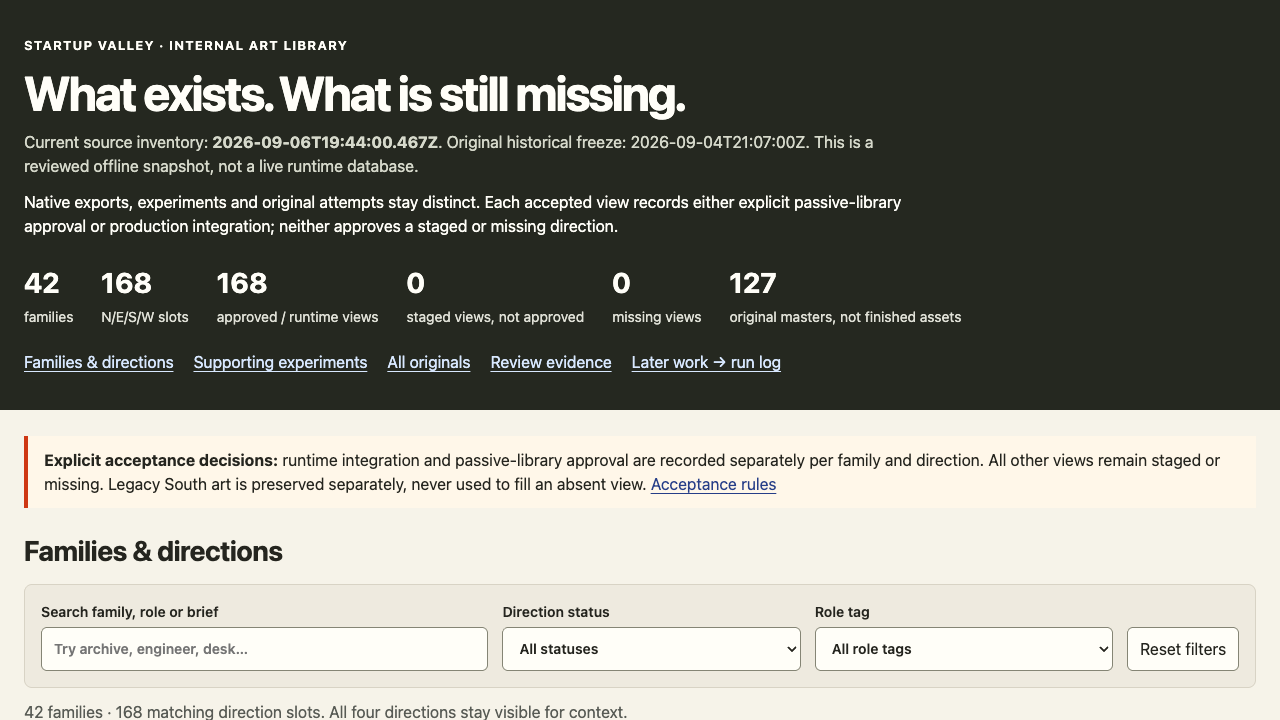 STARTUP VALLEY · INTERNAL ART LIBRARY
What exists. What is still missing.
Current source inventory: 2026-09-06T19:44:00.467Z. Original historical freeze: 2026-09-04T21:07:00Z. This is a
reviewed offline snapshot, not a live runtime database.
Native exports, experiments and original attempts stay distinct. Each accepted view records either explicit passive-library
approval or production integration; neither approves a staged or missing direction.
42 168 168 0 0 127
families N/E/S/W slots approved / runtime views staged views, not approved missing views original masters, not finished assets
Families & directions Supporting experiments All originals Review evidence Later work → run log
Explicit acceptance decisions: runtime integration and passive-library approval are recorded separately per family and direction. All other views remain staged or
missing. Legacy South art is preserved separately, never used to fill an absent view. Acceptance rules
Families & directions
Search family, role or brief Direction status Role tag
Try archive, engineer, desk... All statuses All role tags Reset filters
42 families · 168 matching direction slots. All four directions stay visible for context.